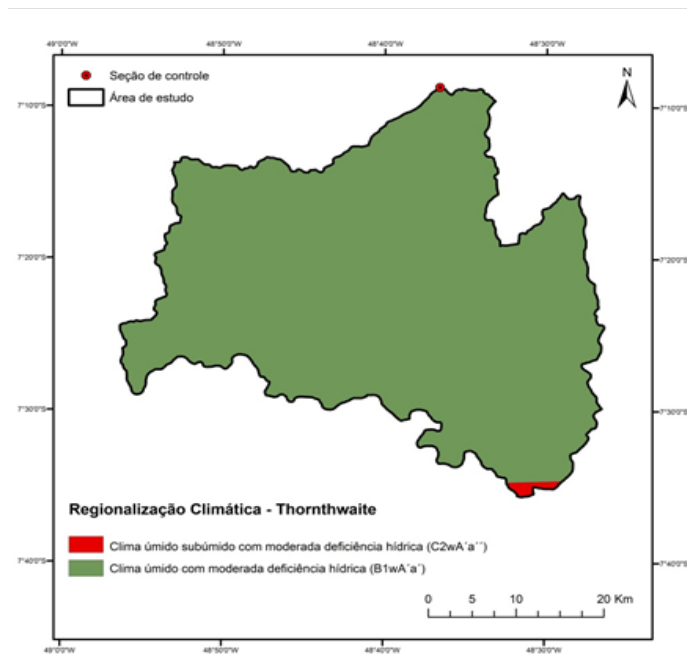 49°0'0"W 48°50'0"W 48°40'0"W 48°30'0"W
Seção de controle
Área de estudo
N
7°10'0"S 7°10'0"S
7°20'0"S 7°20'0"S
7°30'0"S 7°30'0"S
Regionalização Climática - Thornthwaite
Clima úmido subúmido com moderada deficiência hídrica (C2wA´a´´)
7°40'0"S 7°40'0"S
Clima úmido com moderada deficiência hídrica (B1wA´a´)
0 5 10 20 Km
49°0'0"W 48°50'0"W 48°40'0"W 48°30'0"W